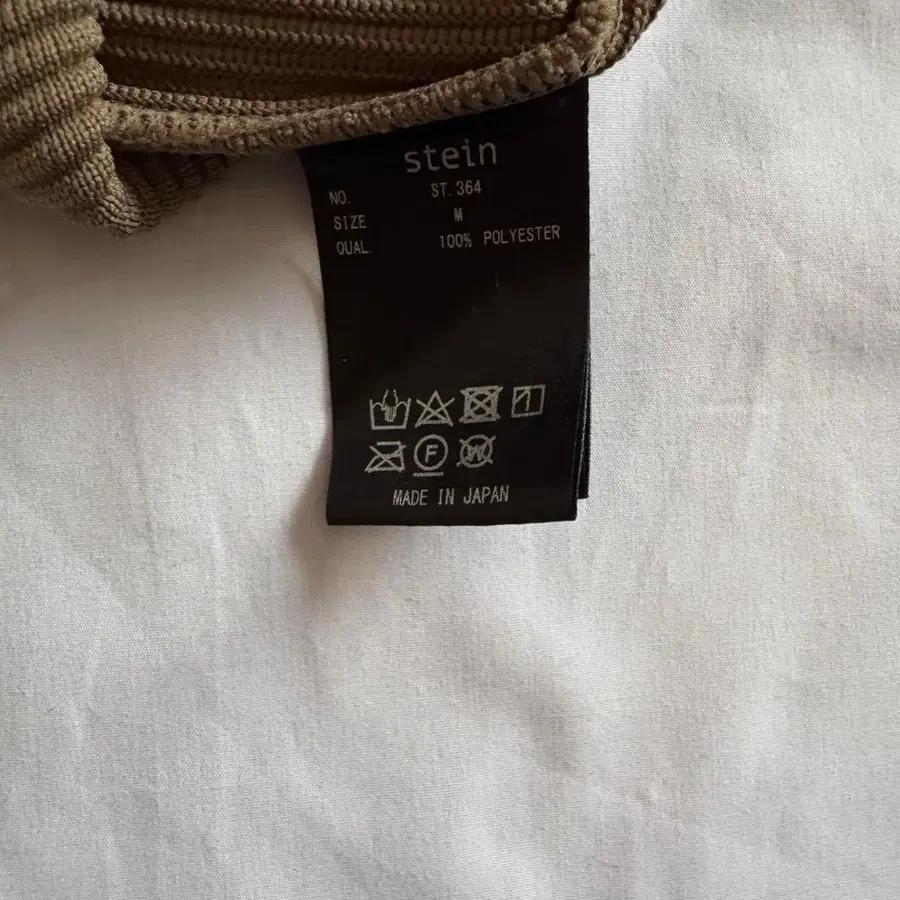 stein
NO. ST.364
SIZE M
QUAL. 100% POLYESTER
F
W
MADE IN JAPAN